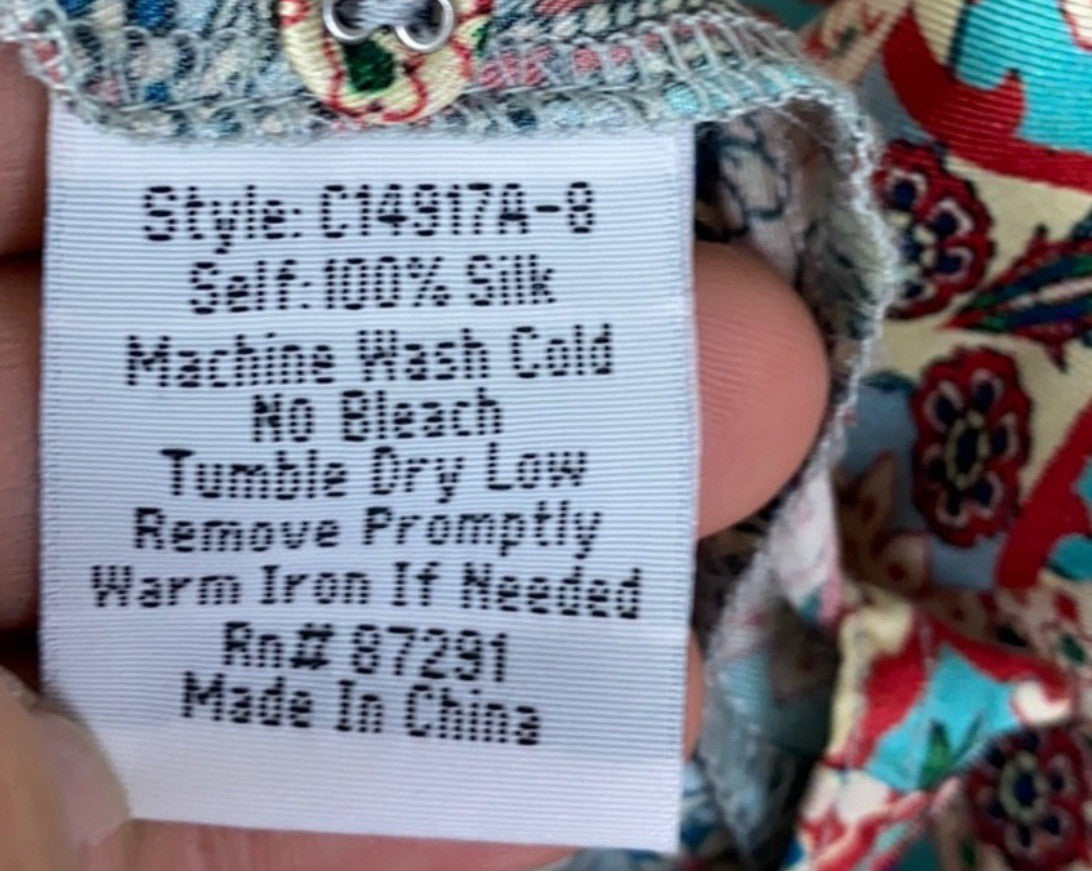 Style: C14917A-8
Self:100% Silk
Machine Wash Cold
No Bleach
Tumble Dry Low
Remove Promptly
Warm Iron If Needed
Rn# 87291
Made In China